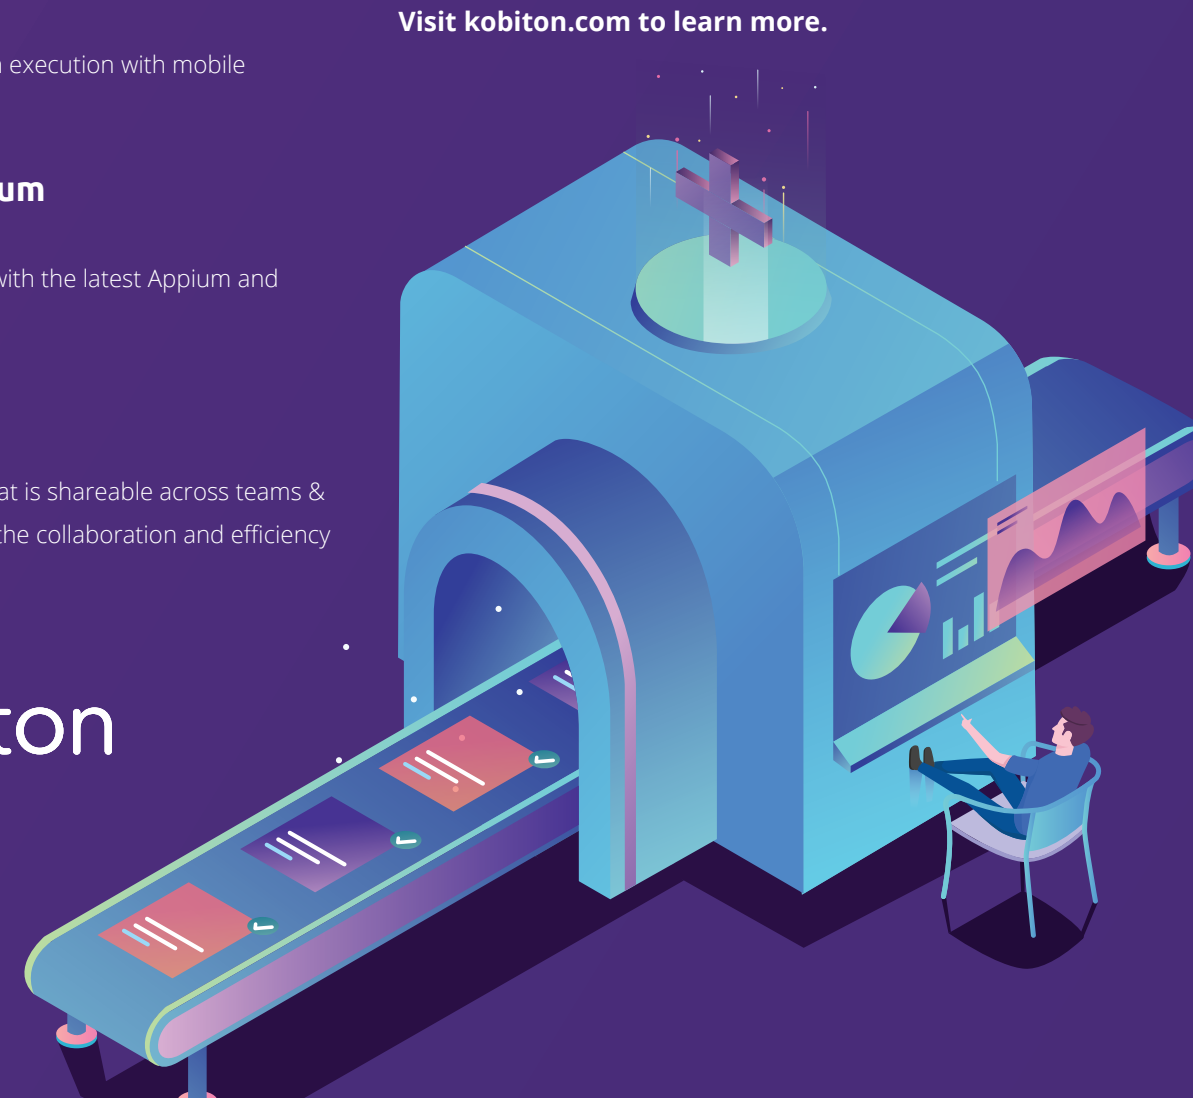 Visit kobiton.com to learn more.
execution with mobile
um
with the latest Appium and
at is shareable across teams &
the collaboration and efficiency
ton